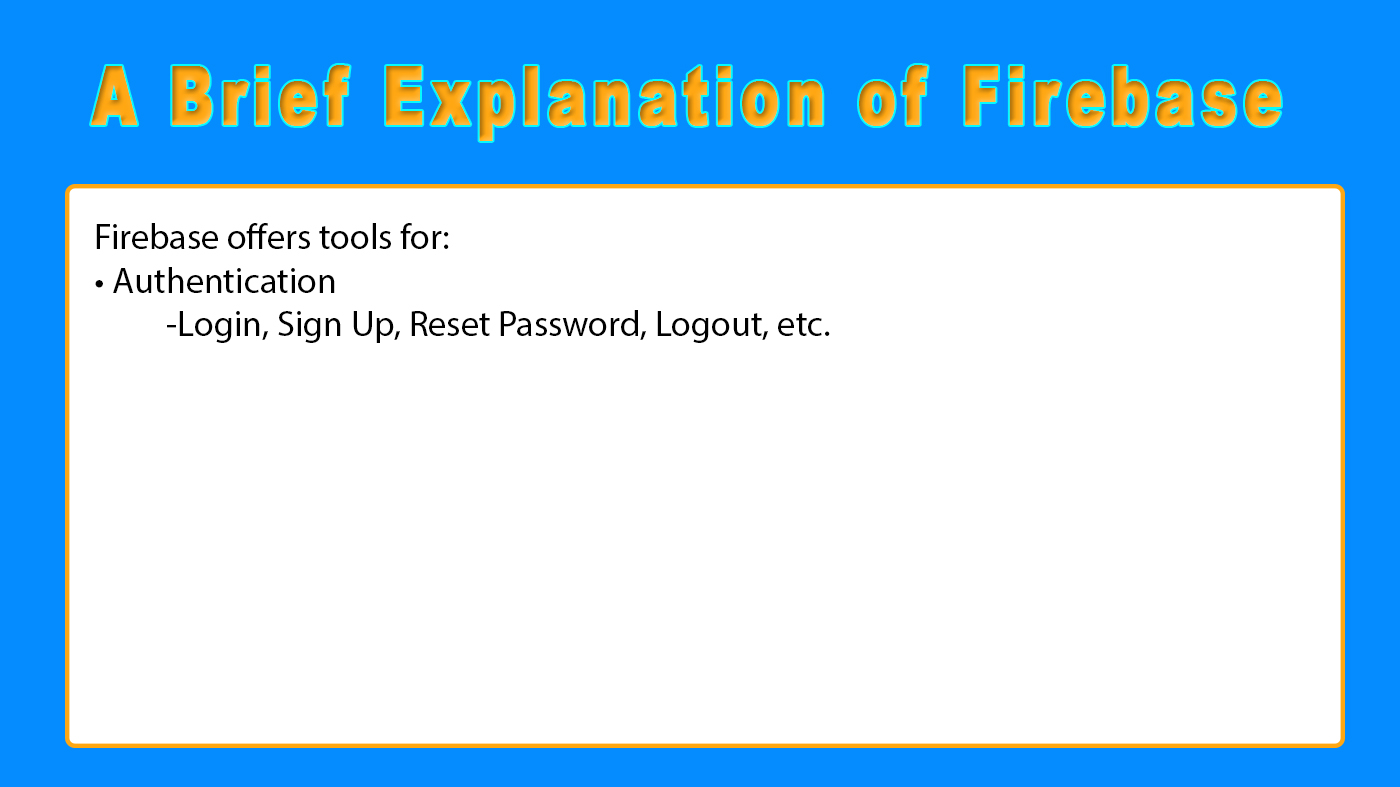 A Brief Explanation of Firebase
Firebase offers tools for:
• Authentication
-Login, Sign Up, Reset Password, Logout, etc.